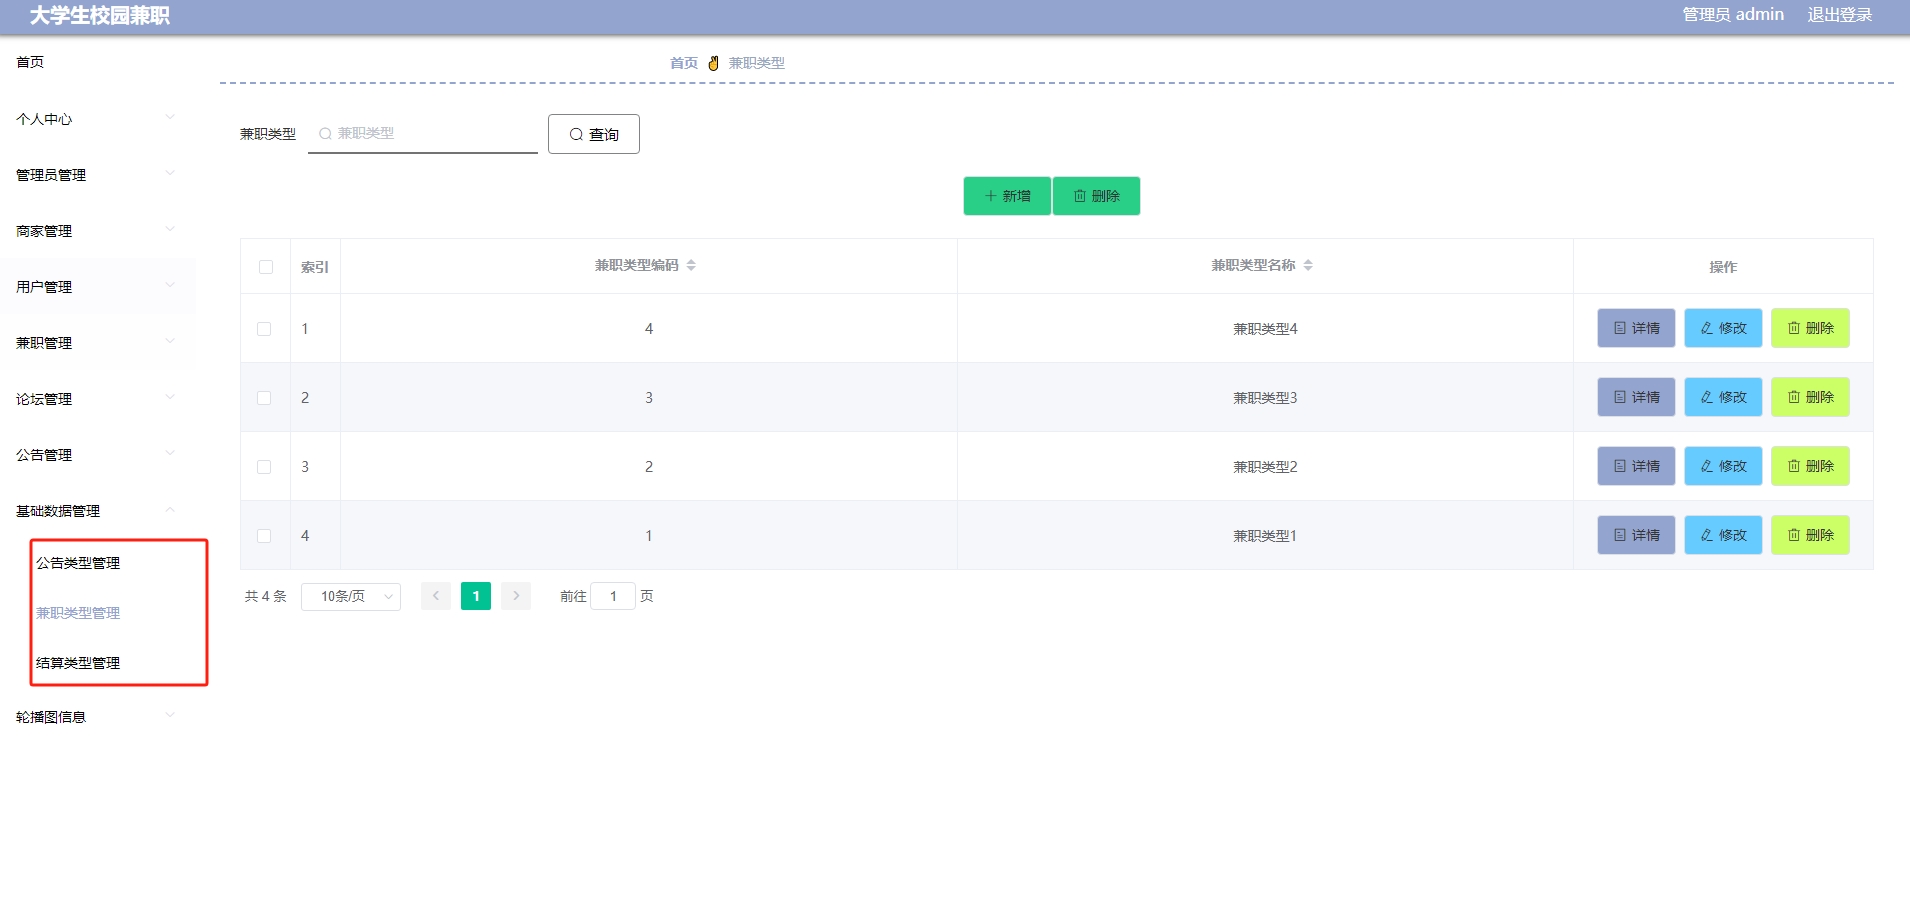 大学生校园兼职
管理员 admin 退出登录
首页
个人中心
管理员管理
商家管理
用户管理
兼职管理
论坛管理
公告管理
基础数据管理
公告类型管理
兼职类型管理
结算类型管理
轮播图信息
首页 ✌ 兼职类型
兼职类型 兼职类型 查询
新增 删除
索引 兼职类型编码 兼职类型名称 操作
1 4 兼职类型4 详情 修改 删除
2 3 兼职类型3 详情 修改 删除
3 2 兼职类型2 详情 修改 删除
4 1 兼职类型1 详情 修改 删除
共 4 条 10条/页 1 前往 1 页